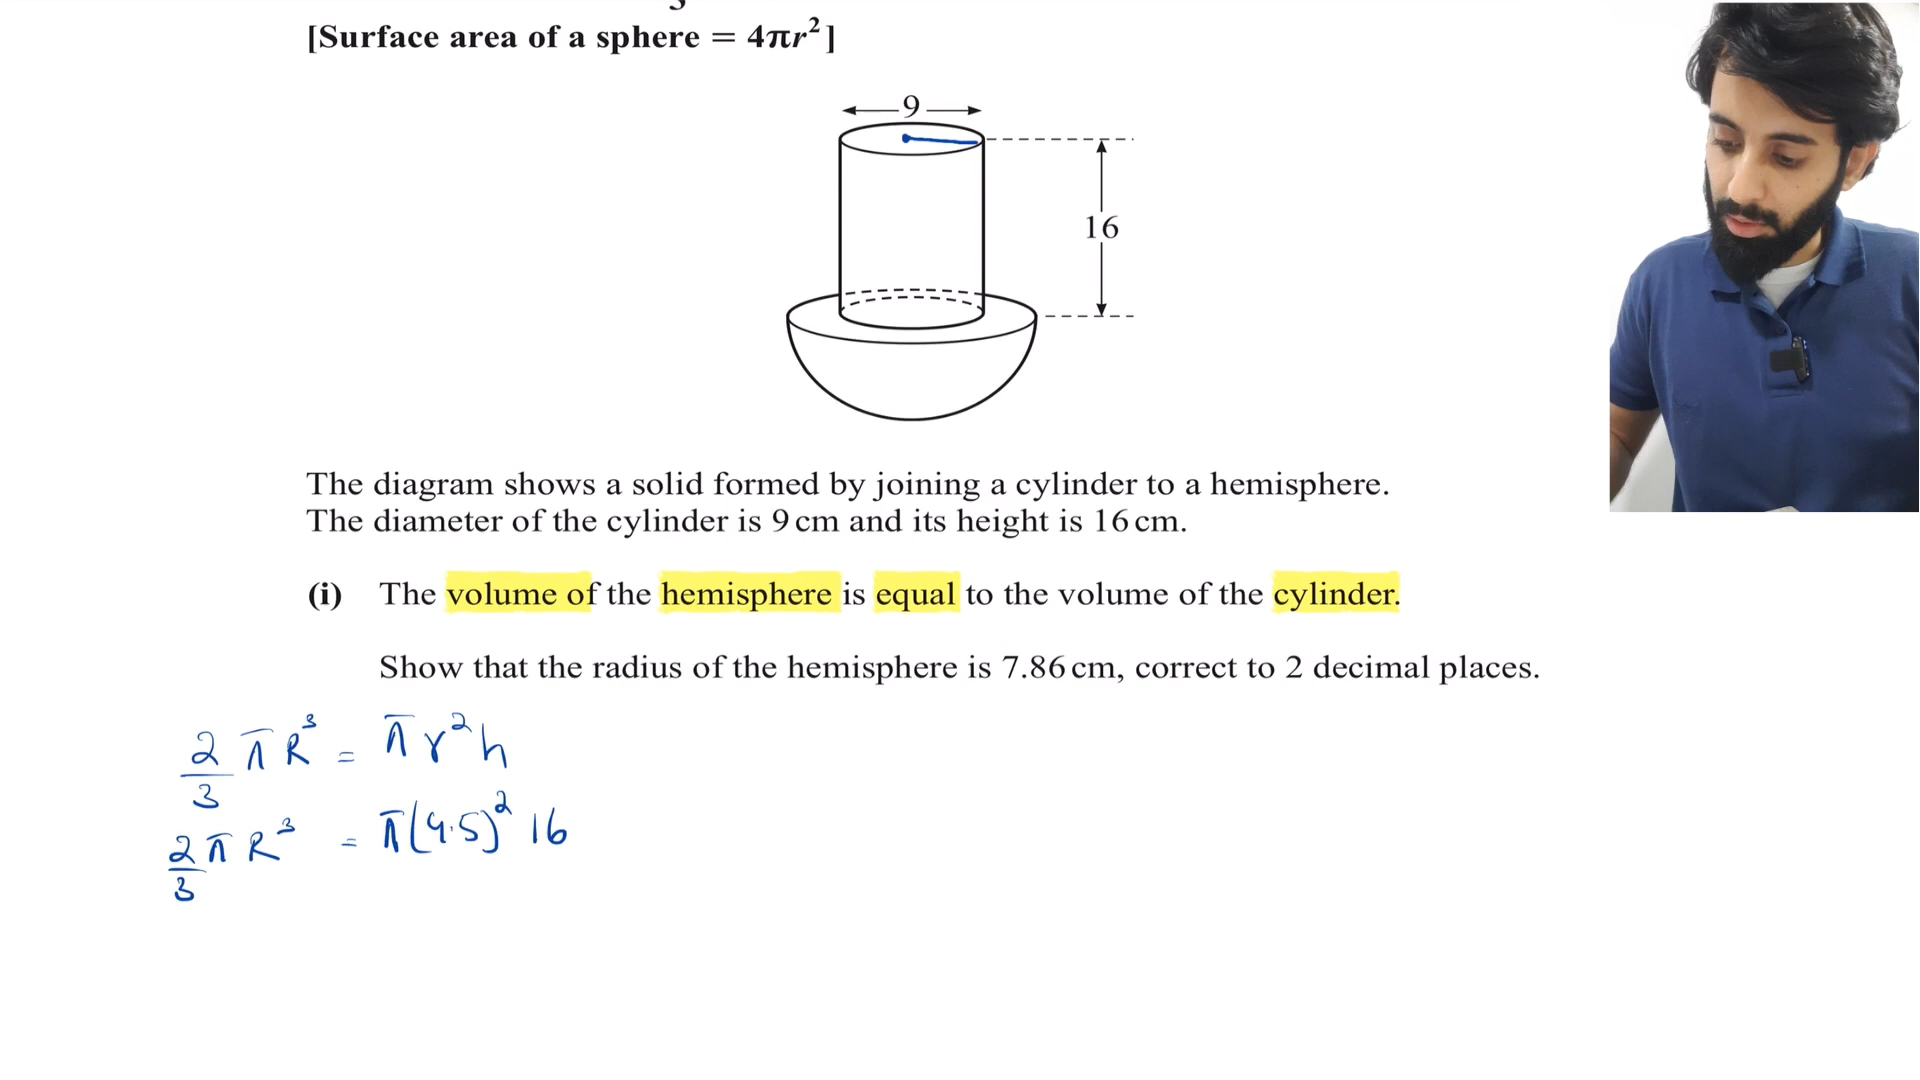 [Surface area of a sphere = 4πr²]
9
16
The diagram shows a solid formed by joining a cylinder to a hemisphere.
The diameter of the cylinder is 9 cm and its height is 16 cm.
(i) The volume of the hemisphere is equal to the volume of the cylinder.
Show that the radius of the hemisphere is 7.86 cm, correct to 2 decimal places.
2/3 πR³ = πr²h
2/3 πR³ = π(4.5)² 16